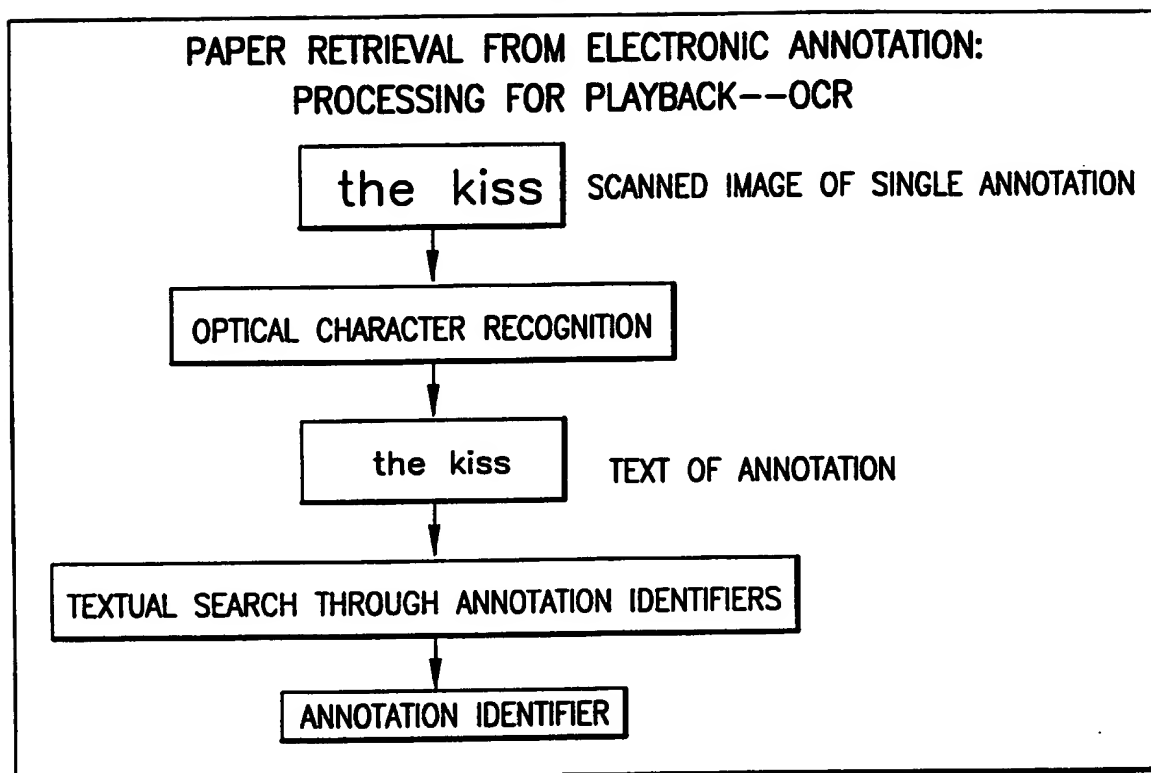 PAPER RETRIEVAL FROM ELECTRONIC ANNOTATION:
PROCESSING FOR PLAYBACK--OCR
the kiss SCANNED IMAGE OF SINGLE ANNOTATION
OPTICAL CHARACTER RECOGNITION
the kiss TEXT OF ANNOTATION
TEXTUAL SEARCH THROUGH ANNOTATION IDENTIFIERS
ANNOTATION IDENTIFIER